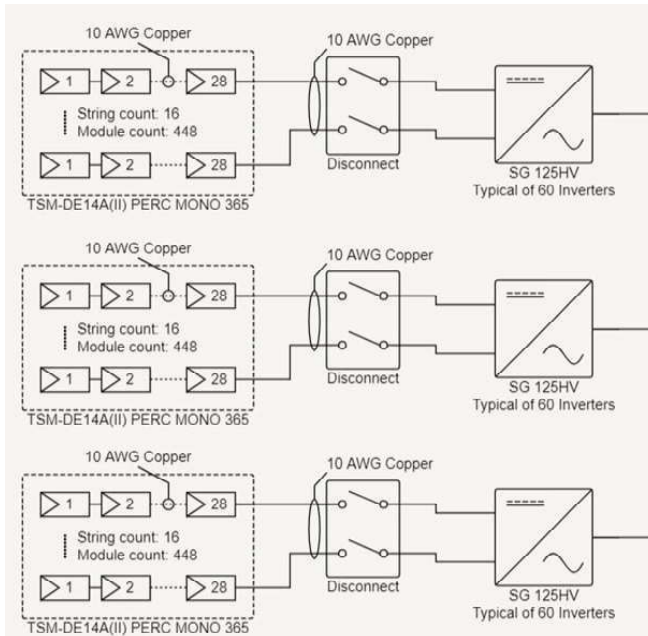 10 AWG Copper
10 AWG Copper
1 2 28
String count: 16
Module count: 448
1 2 28
Disconnect
SG 125HV
Typical of 60 Inverters
TSM-DE14A(II) PERC MONO 365
10 AWG Copper
10 AWG Copper
1 2 28
String count: 16
Module count: 448
1 2 28
Disconnect
SG 125HV
Typical of 60 Inverters
TSM-DE14A(II) PERC MONO 365
10 AWG Copper
10 AWG Copper
1 2 28
String count: 16
Module count: 448
1 2 28
Disconnect
SG 125HV
Typical of 60 Inverters
TSM-DE14A(II) PERC MONO 365